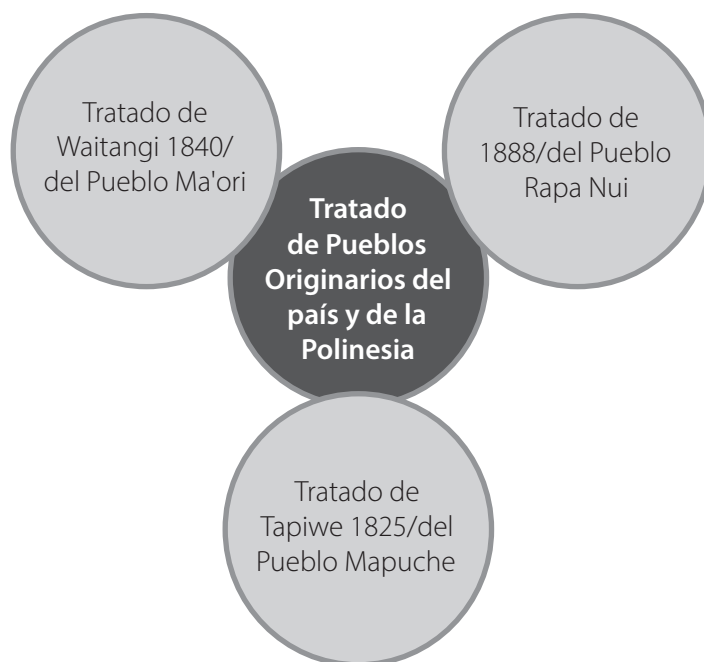 Tratado de
Waitangi 1840/
del Pueblo Ma'ori
Tratado de
1888/del Pueblo
Rapa Nui
Tratado
de Pueblos
Originarios del
país y de la
Polinesia
Tratado de
Tapiwe 1825/del
Pueblo Mapuche